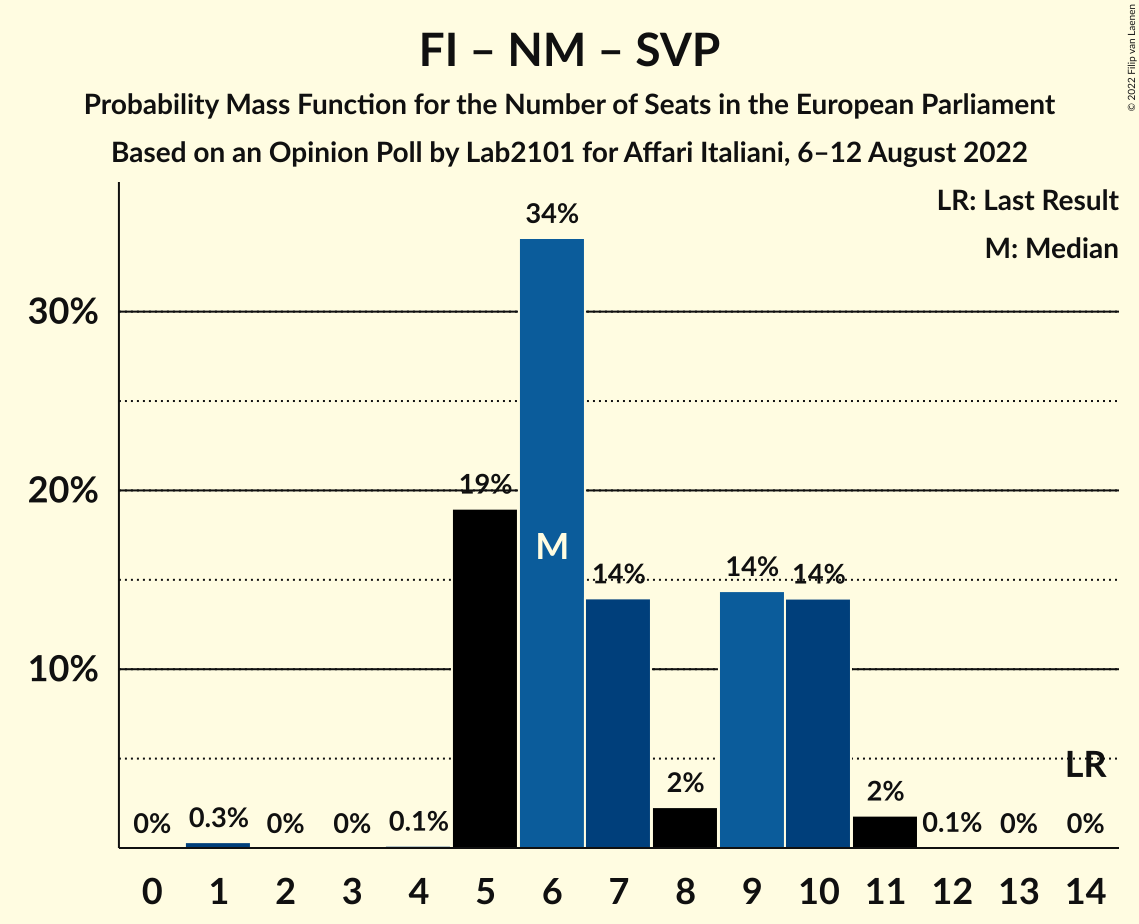 FI – NM – SVP
Probability Mass Function for the Number of Seats in the European Parliament
Based on an Opinion Poll by Lab2101 for Affari Italiani, 6–12 August 2022
© 2022 Filip van Laenen
LR: Last Result
M: Median
34%
30%
20%
19%
M
14%
14%
14%
10%
LR
2%
2%
0%
0.3%
0%
0%
0.1%
0.1%
0%
0%
0 1 2 3 4 5 6 7 8 9 10 11 12 13 14